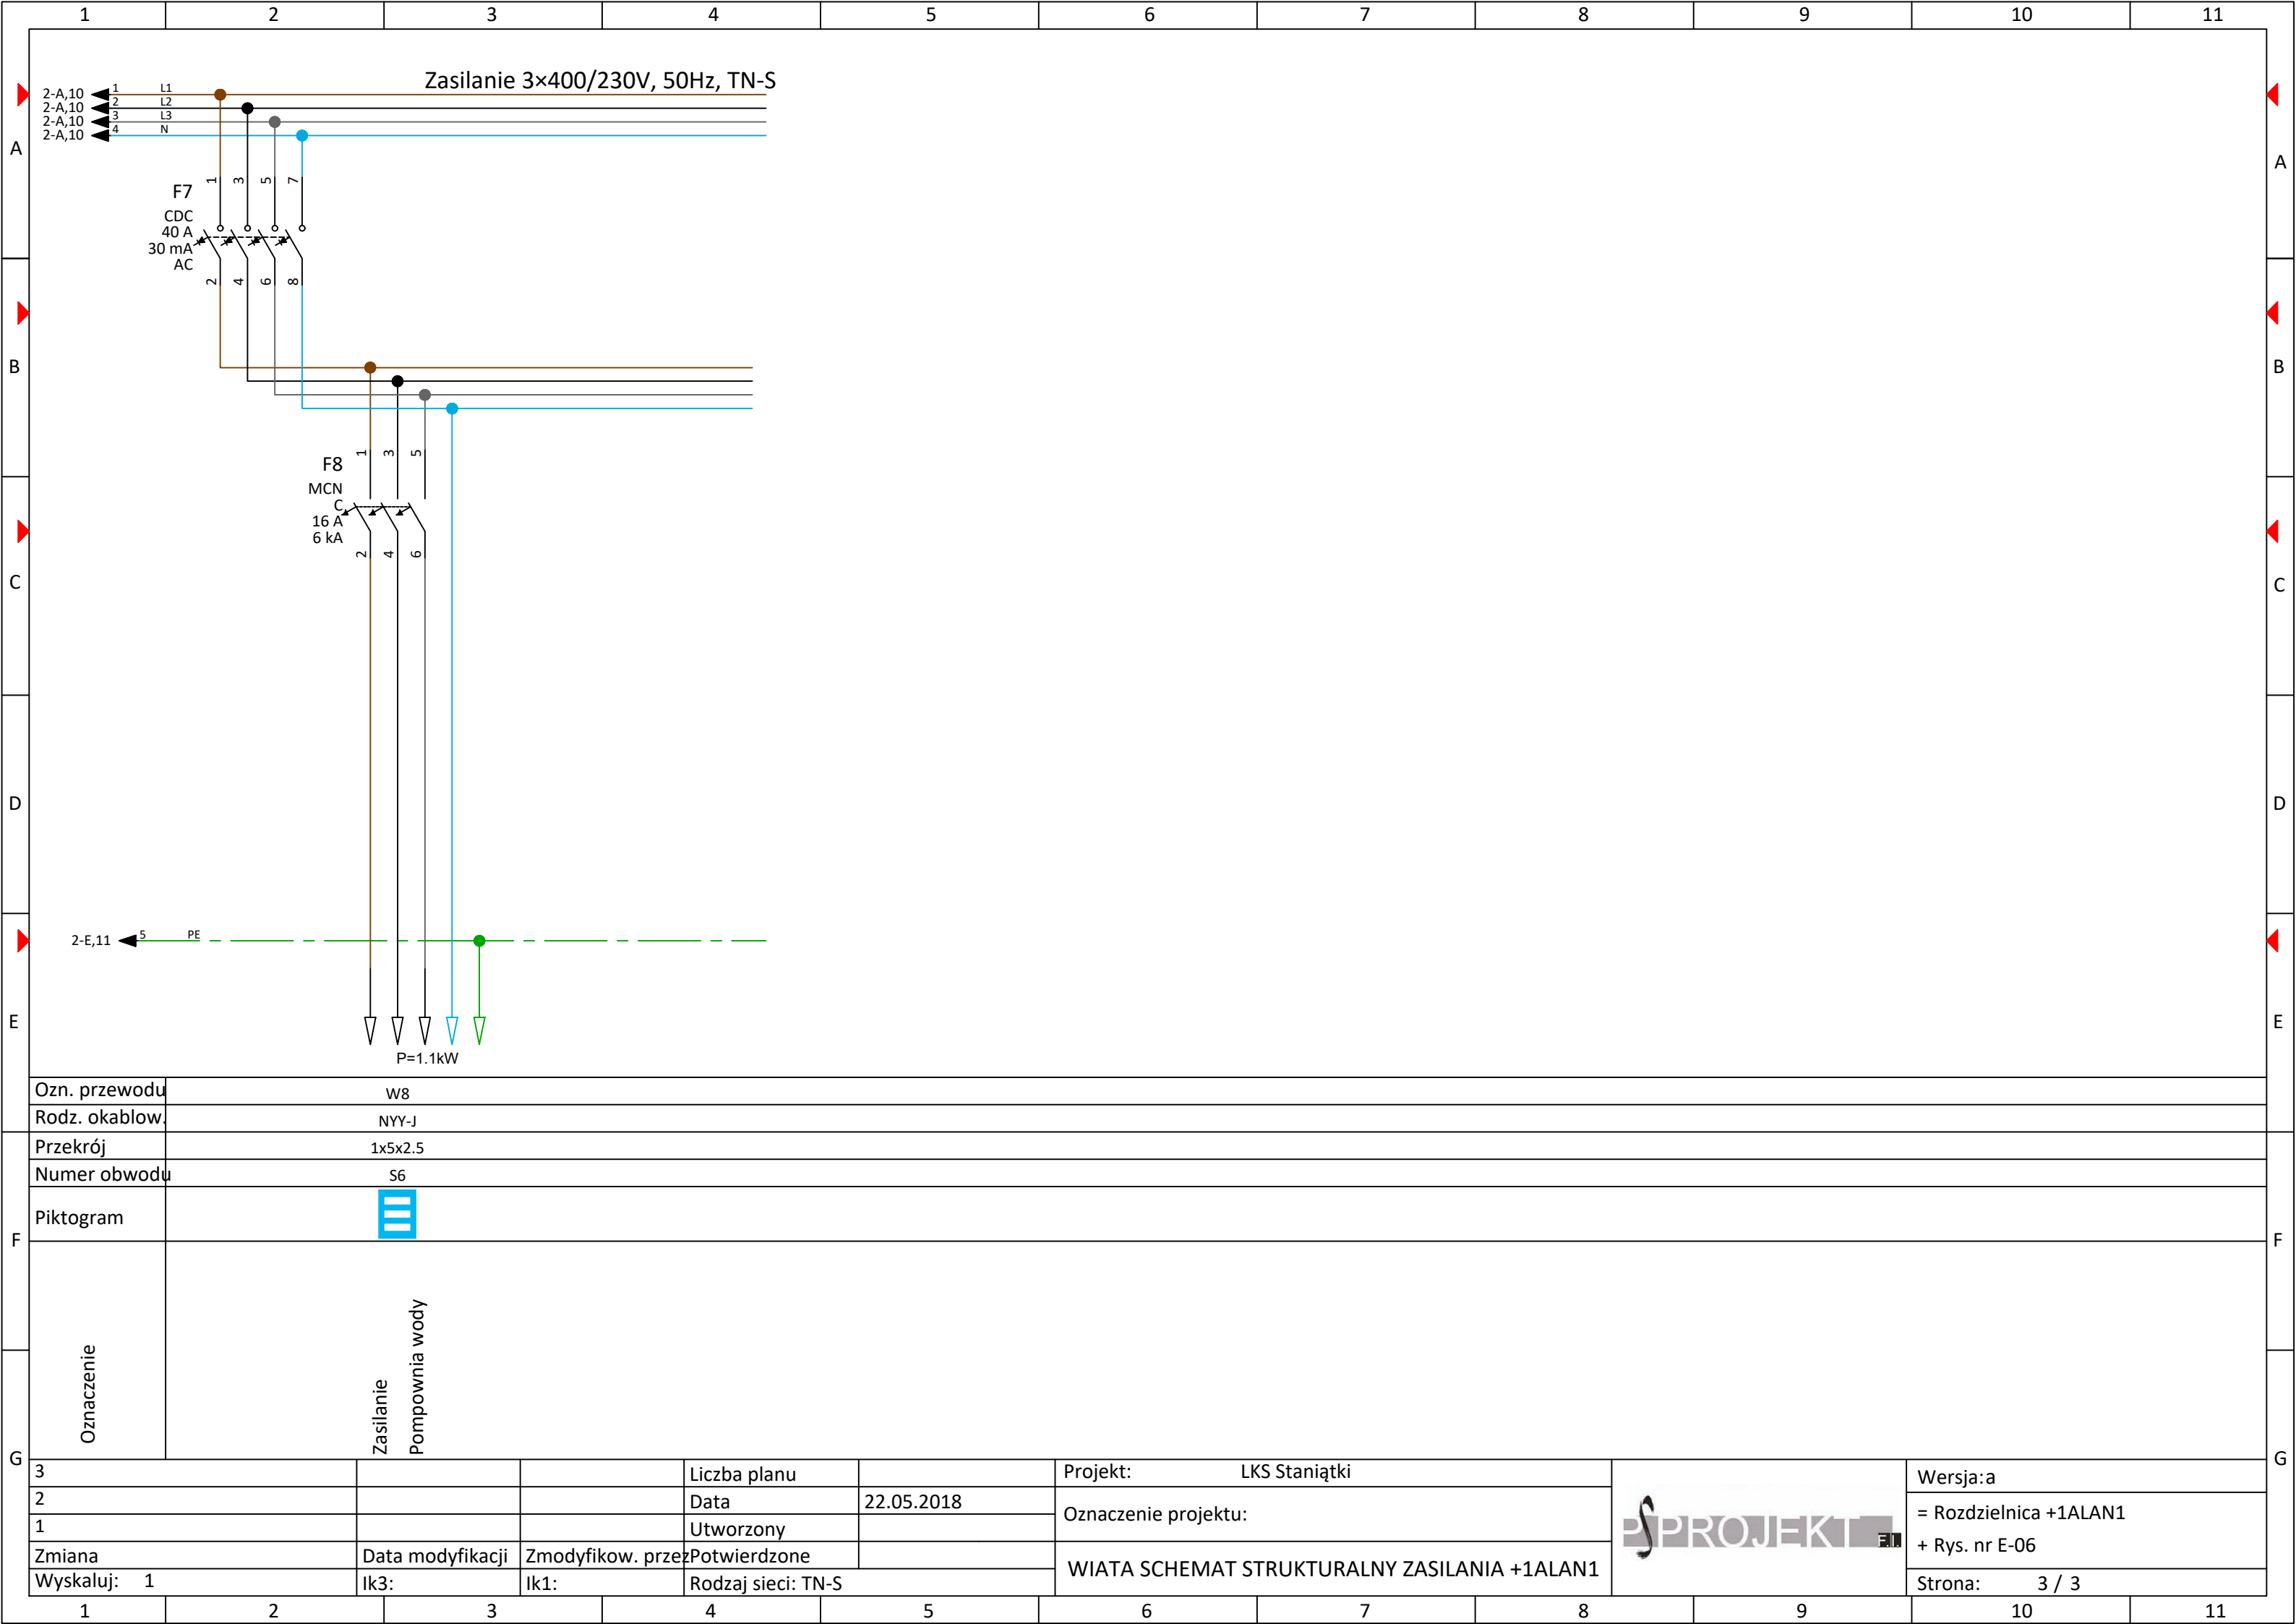 1 2 3 4 5 6 7 8 9 10 11
Zasilanie 3×400/230V, 50Hz, TN-S
2-A,10 1 L1
2-A,10 2 L2
2-A,10 3 L3
2-A,10 4 N
A A
1 3 5 7
F7
CDC
40 A
30 mA
AC
2 4 6 8
B B
1 3 5
F8
MCN
C
16 A
6 kA
2 4 6
C C
D D
2-E,11 5 PE
E E
P=1.1kW
Ozn. przewodu W8
Rodz. okablow. NYY-J
Przekrój 1x5x2.5
Numer obwodu S6
Piktogram
F F
Oznaczenie
Zasilanie
Pompownia wody
G G
3 Liczba planu
2 Data 22.05.2018
1 Utworzony
Zmiana Data modyfikacji Zmodyfikow. przez Potwierdzone
Wyskaluj: 1 Ik3: Ik1: Rodzaj sieci: TN-S
Projekt: LKS Staniątki
Oznaczenie projektu:
WIATA SCHEMAT STRUKTURALNY ZASILANIA +1ALAN1
PROJEKT
Wersja:a
= Rozdzielnica +1ALAN1
+ Rys. nr E-06
Strona: 3 / 3
1 2 3 4 5 6 7 8 9 10 11